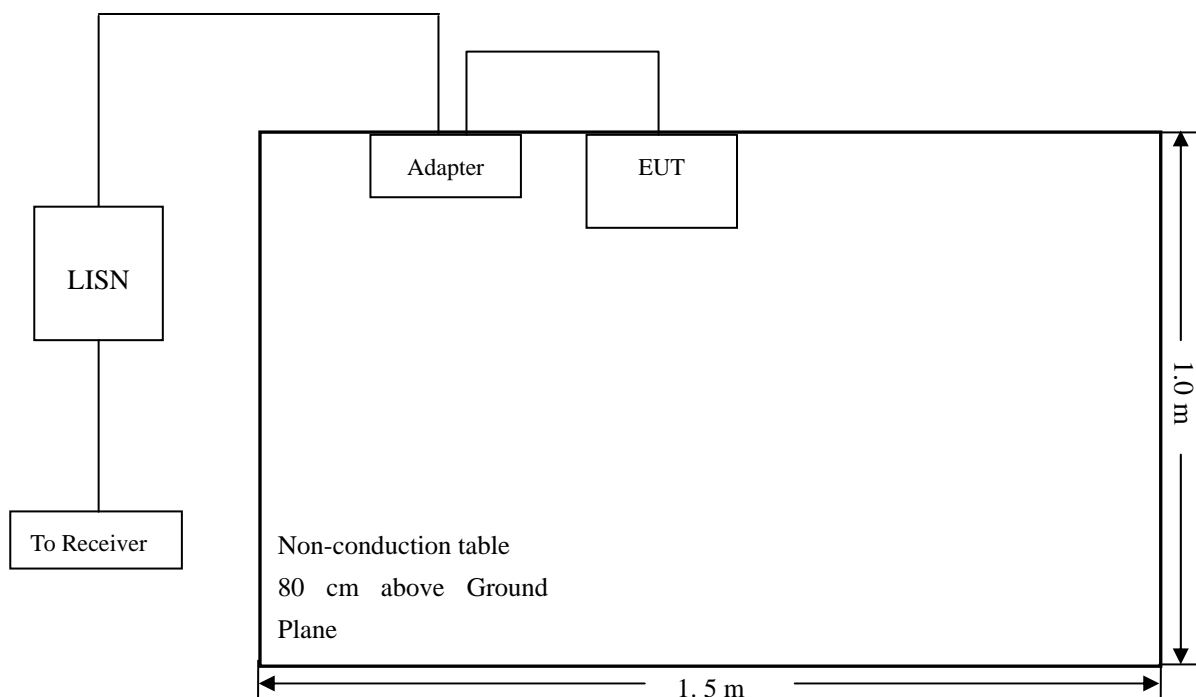 Adapter
EUT
LISN
1.0 m
To Receiver
Non-conduction table
80 cm above Ground
Plane
1. 5 m